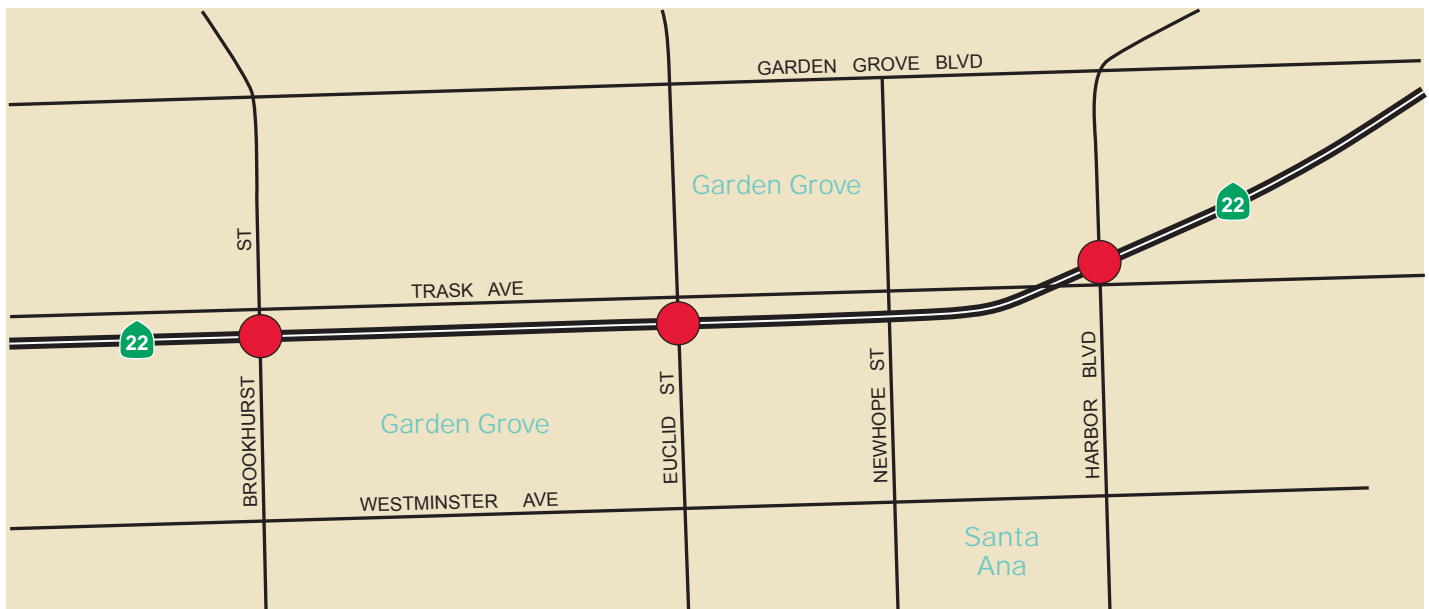 GARDEN GROVE BLVD
Garden Grove
22
ST
TRASK AVE
22
BROOKHURST
Garden Grove
EUCLID ST
NEWHOPE ST
HARBOR BLVD
WESTMINSTER AVE
Santa
Ana